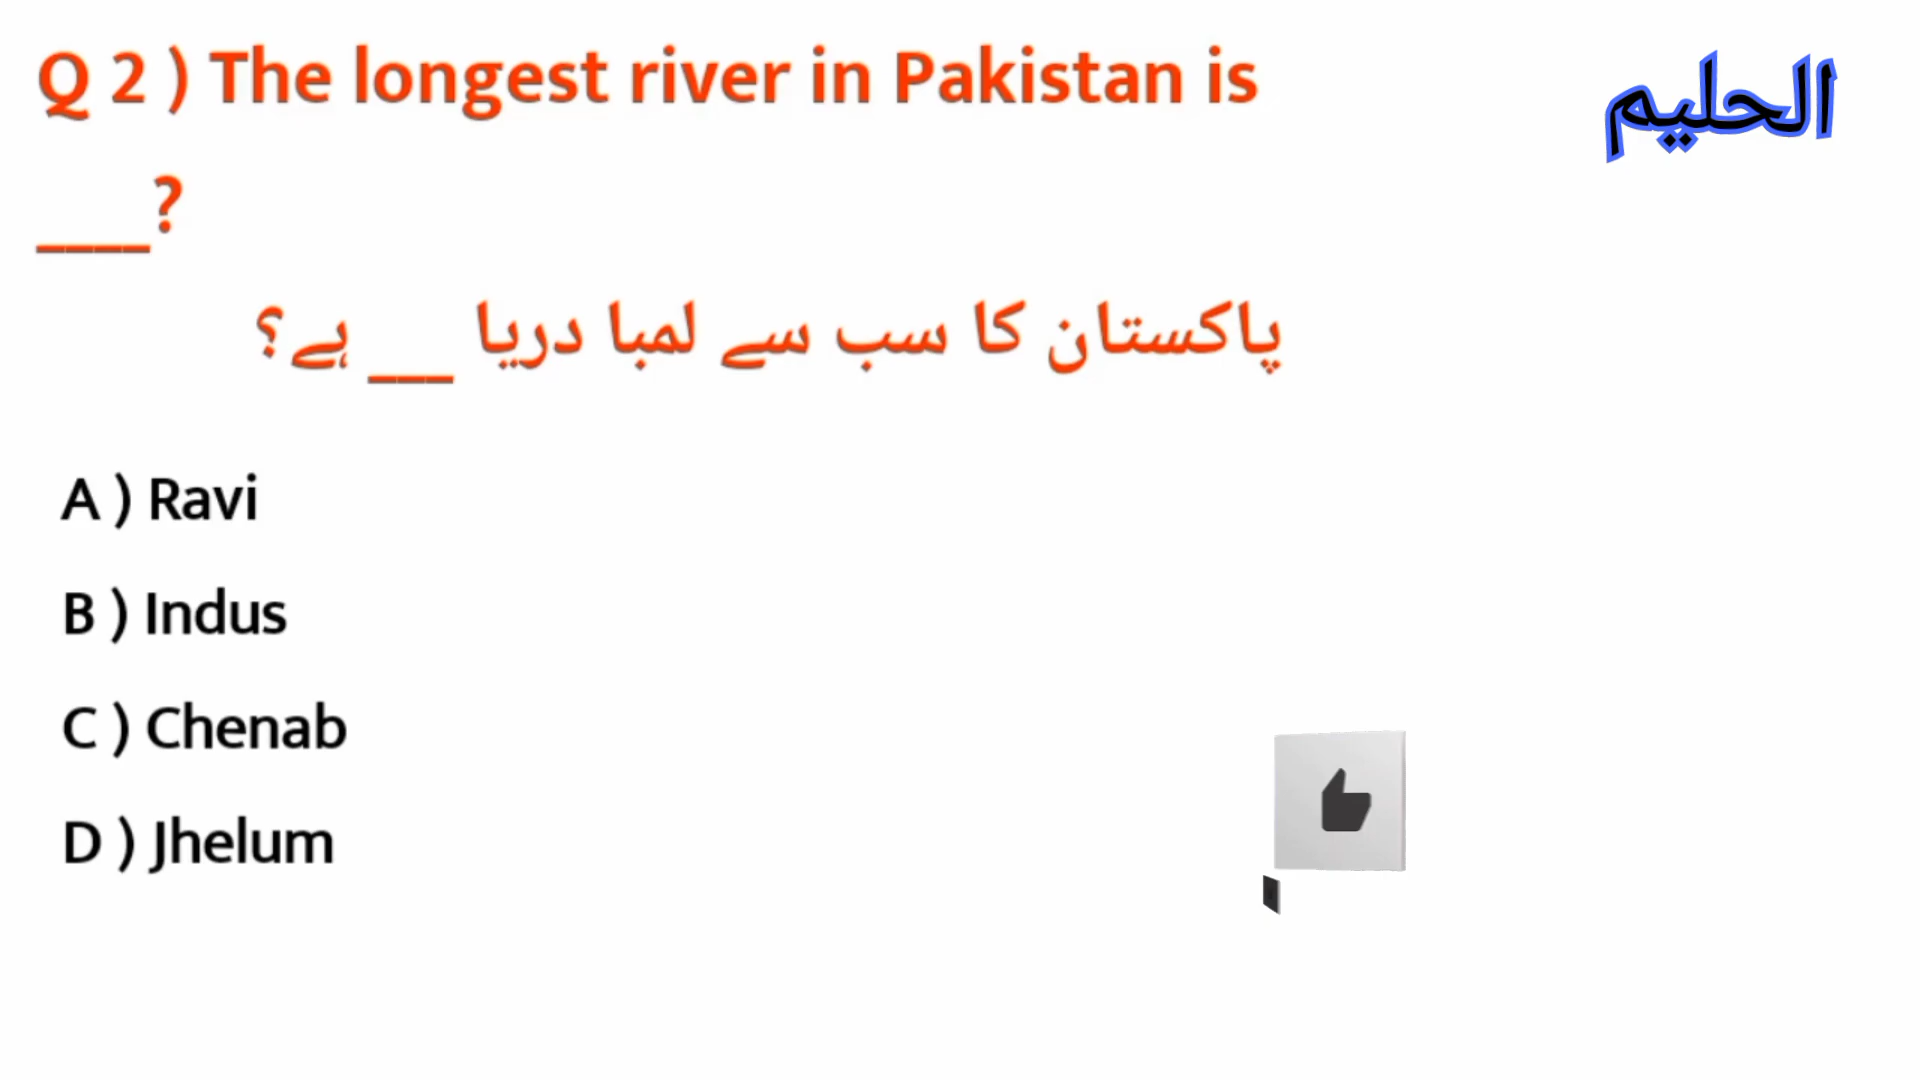 Q 2 ) The longest river in Pakistan is
الحلیم
____?
پاکستان کا سب سے لمبا دریا ___ ہے؟
A ) Ravi
B ) Indus
C ) Chenab
D ) Jhelum